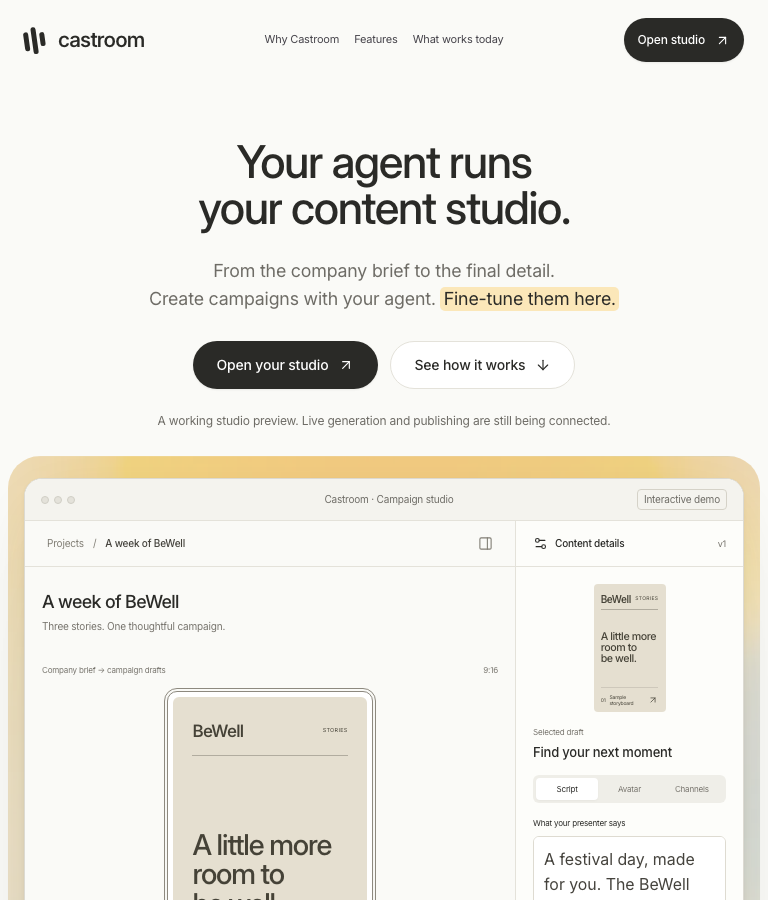 castroom
Why Castroom
Features
What works today
Open studio
Your agent runs
your content studio.
From the company brief to the final detail.
Create campaigns with your agent. Fine-tune them here.
Open your studio
See how it works
A working studio preview. Live generation and publishing are still being connected.
Castroom · Campaign studio
Interactive demo
Projects / A week of BeWell
Content details
v1
A week of BeWell
Three stories. One thoughtful campaign.
Company brief → campaign drafts
9:16
BeWell
STORIES
A little more
room to
be well.
BeWell STORIES
A little more
room to
be well.
01 Sample
storyboard
Selected draft
Find your next moment
Script
Avatar
Channels
What your presenter says
A festival day, made
for you. The BeWell